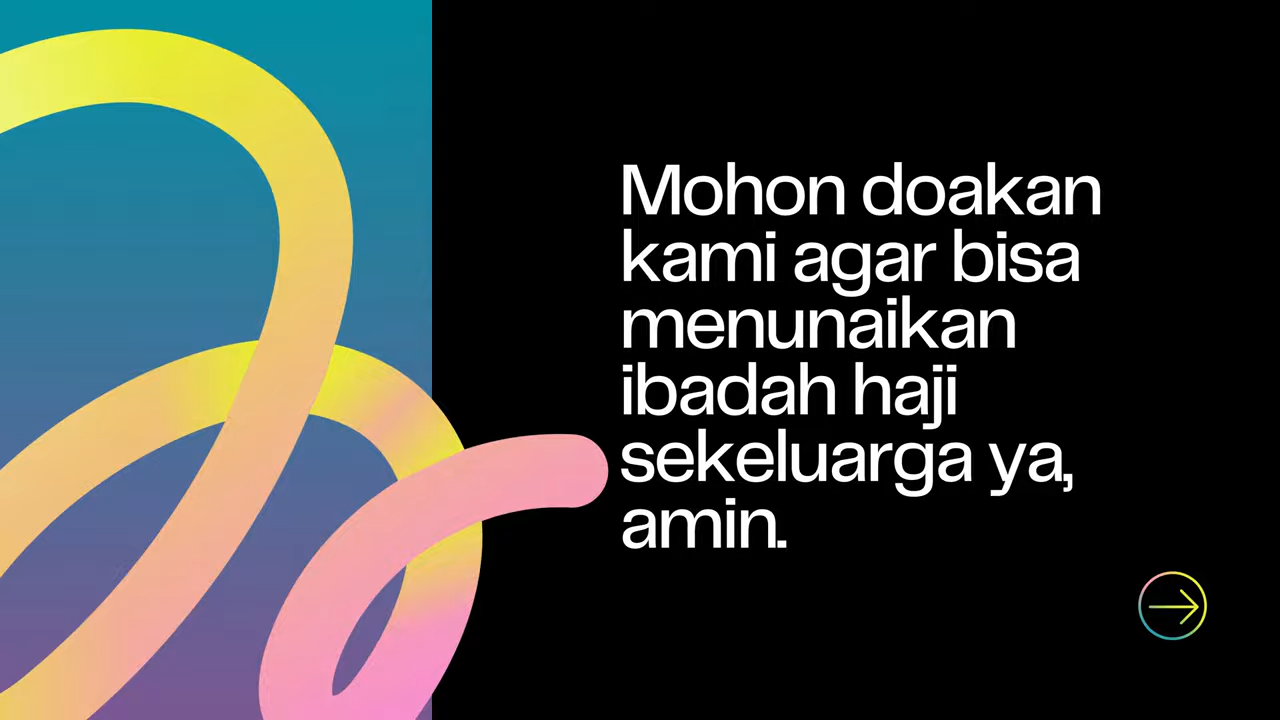 Mohon doakan
kami agar bisa
menunaikan
ibadah haji
sekeluarga ya,
amin.